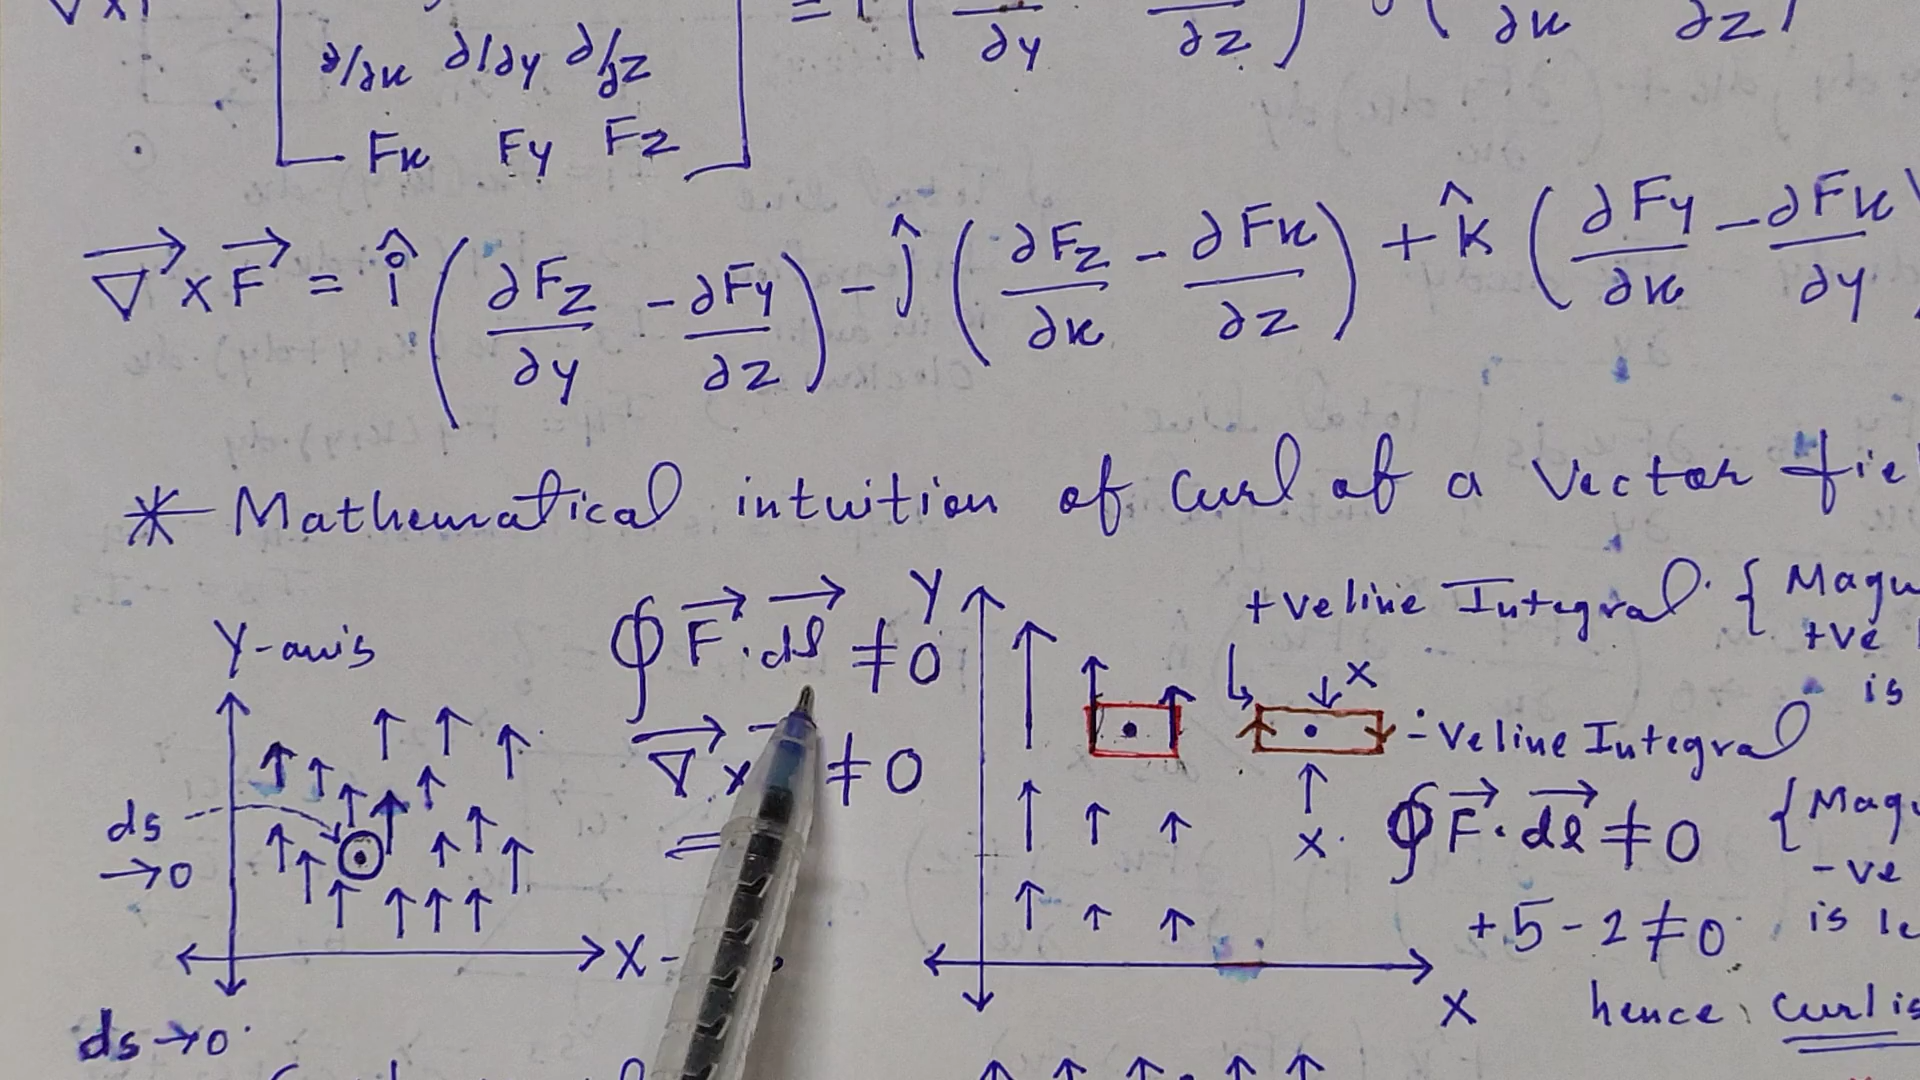 ∇×
= i ( /∂y /∂z ) ( /∂x /∂z )
∂/∂x ∂/∂y ∂/∂z
Fx Fy Fz
∇ × F = î ( ∂Fz/∂y - ∂Fy/∂z ) - ĵ ( ∂Fz/∂x - ∂Fx/∂z ) + k̂ ( ∂Fy/∂x - ∂Fx/∂y )
* Mathematical intuition of Curl of a Vector fie
Y-axis
ds → 0
X-
ds → 0
∮ F⃗ · dl⃗ ≠ 0
∇⃗ × ≠ 0
=
Y
+ve line Integral { Magn
+ve
is
X
-ve line Integral
X
∮ F⃗ · dl⃗ ≠ 0 { Magn
-ve
+5 - 2 ≠ 0 is le
X
hence, Curl is